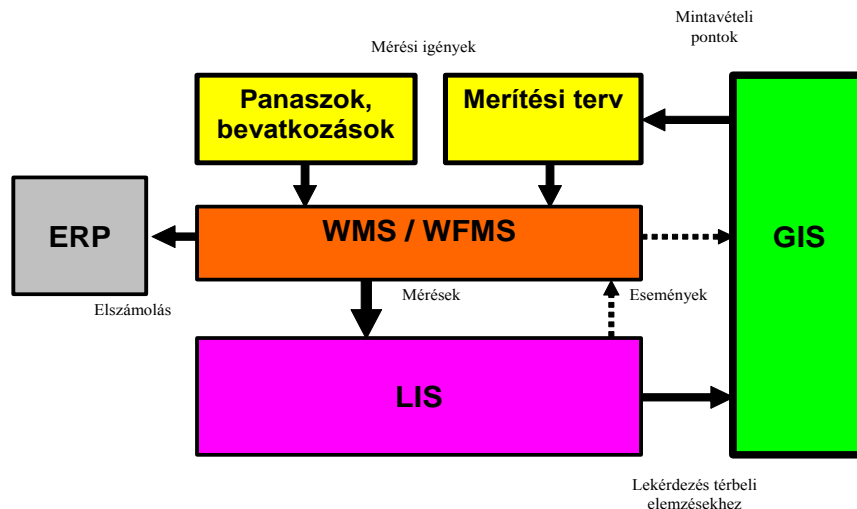 Mintavételi
pontok
Mérési igények
Panaszok,
bevatkozások
Merítési terv
ERP
WMS / WFMS
GIS
Elszámolás
Mérések
Események
LIS
Lekérdezés térbeli
elemzésekhez